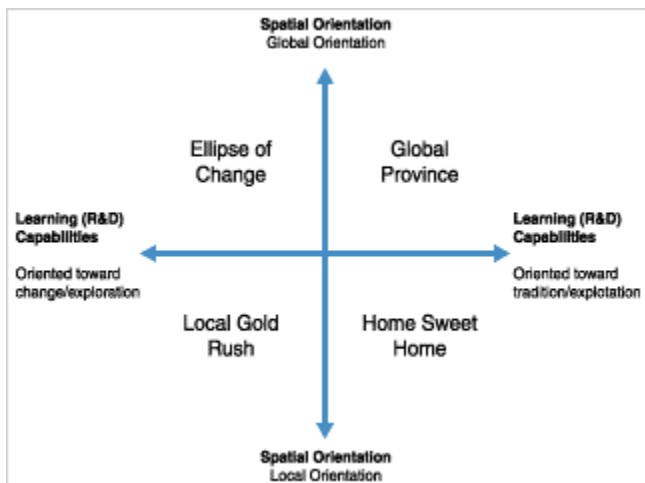 Spatial Orientation
Global Orientation
Ellipse of
Change
Global
Province
Learning (R&D)
Capabilities
Oriented toward
change/exploration
Learning (R&D)
Capabilities
Oriented toward
tradition/explotation
Local Gold
Rush
Home Sweet
Home
Spatial Orientation
Local Orientation